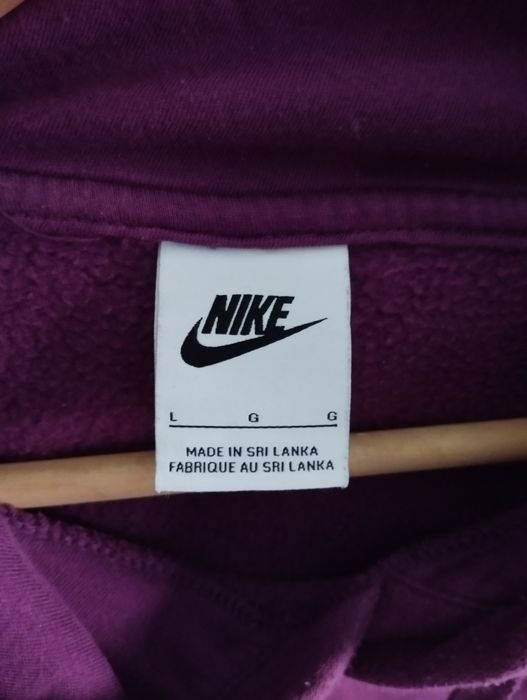 NIKE
L G G
MADE IN SRI LANKA
FABRIQUE AU SRI LANKA